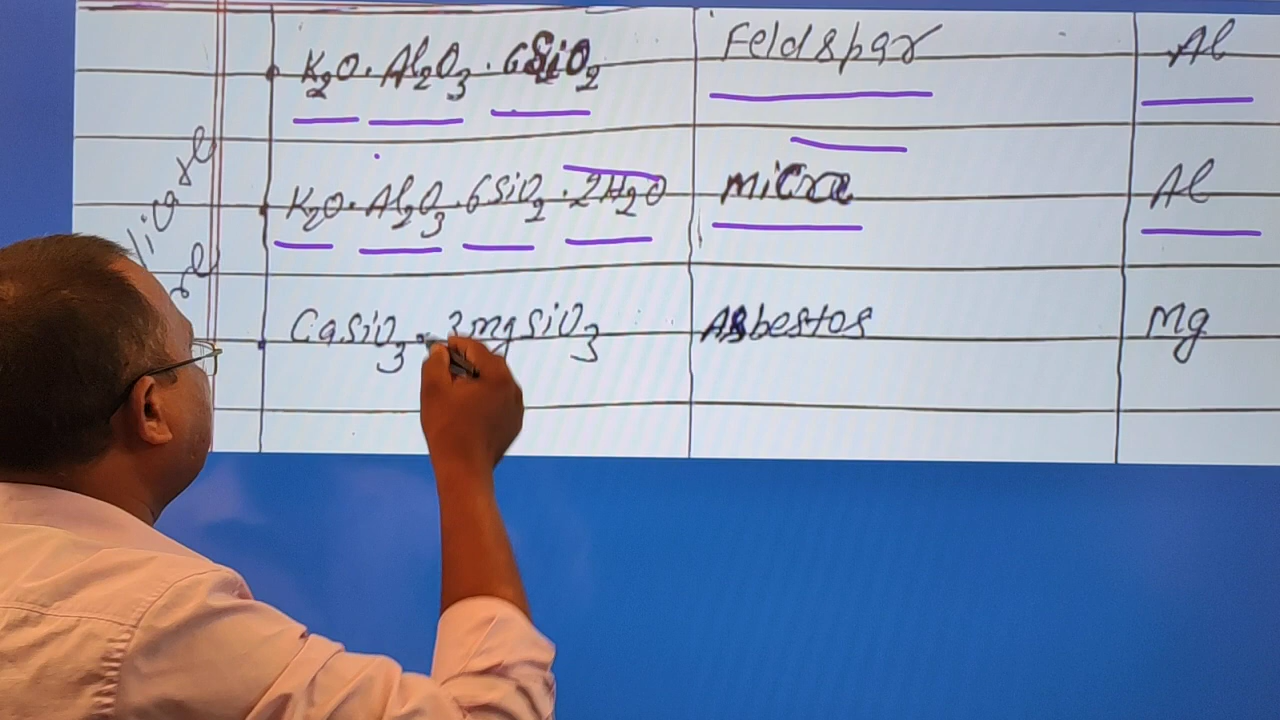 K₂O. Al₂O₃ . 6SiO₂ Feldspar Al
K₂O. Al₂O₃ .6SiO₂ .2H₂O mica Al
CaSiO₃ . 3mgSiO₃ Asbestos Mg